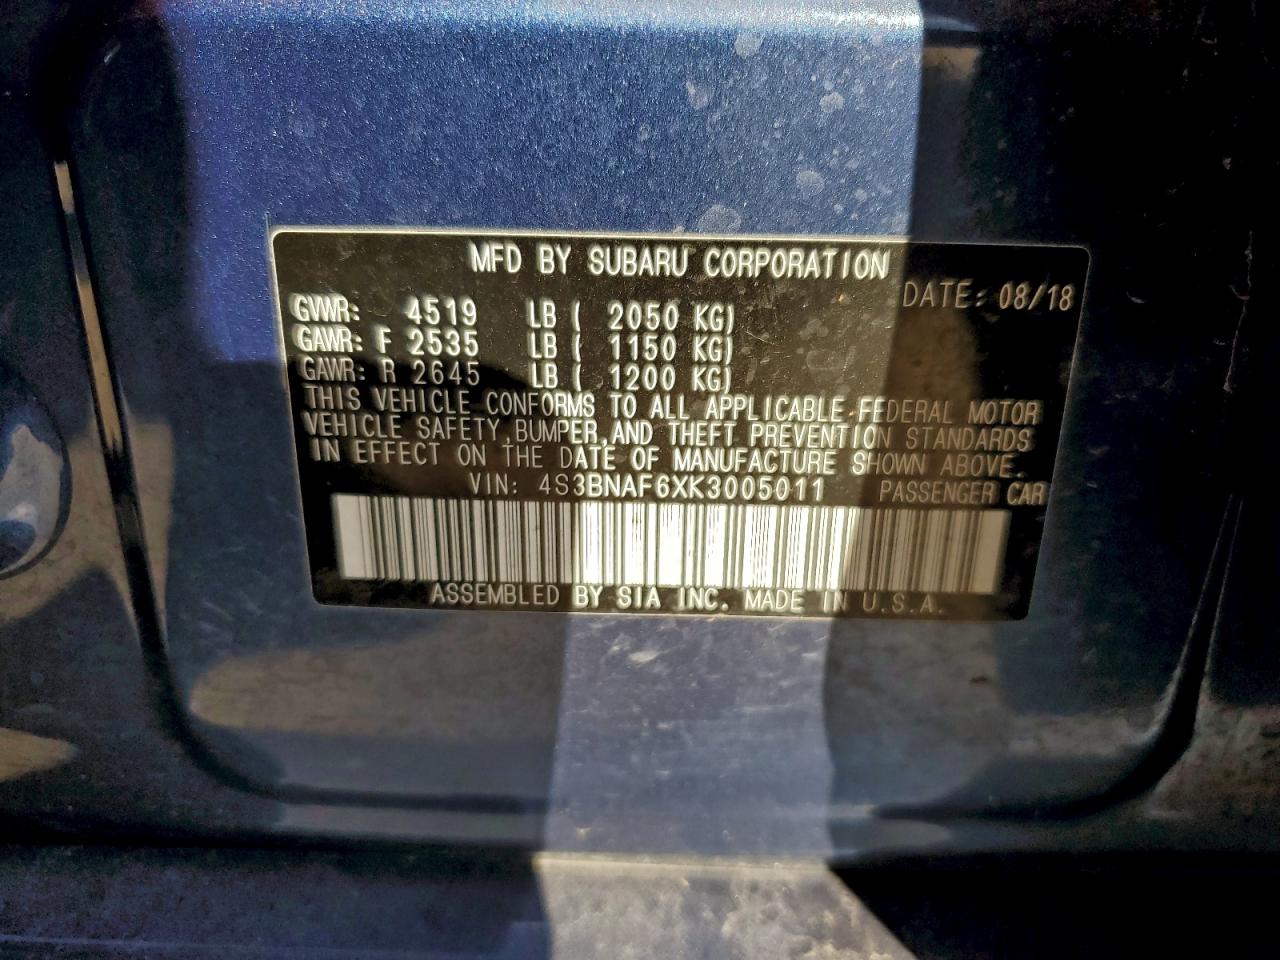 MFD BY SUBARU CORPORATION
DATE: 08/18
GVWR: 4519 LB ( 2050 KG)
GAWR: F 2535 LB ( 1150 KG)
GAWR: R 2645 LB ( 1200 KG)
THIS VEHICLE CONFORMS TO ALL APPLICABLE FEDERAL MOTOR
VEHICLE SAFETY,BUMPER,AND THEFT PREVENTION STANDARDS
IN EFFECT ON THE DATE OF MANUFACTURE SHOWN ABOVE.
VIN: 4S3BNAF6XK3005011 PASSENGER CAR
ASSEMBLED BY SIA INC. MADE IN U.S.A.